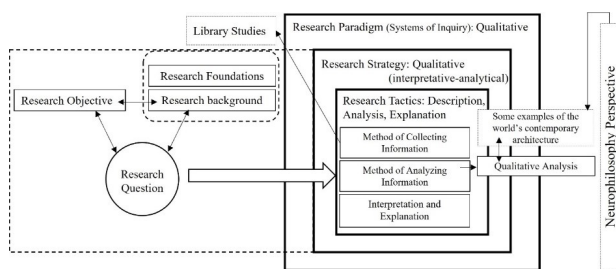 Research Paradigm (Systems of Inquiry): Qualitative
Library Studies
Research Strategy: Qualitative
(interpretative-analytical)
Research Foundations
Research background
Research Objective
Research Question
Research Tactics: Description,
Analysis, Explanation
Method of Collecting
Information
Method of Analyzing
Information
Interpretation and
Explanation
Some examples of the
world's contemporary
architecture
Qualitative Analysis
Neurophilosophy Perspective